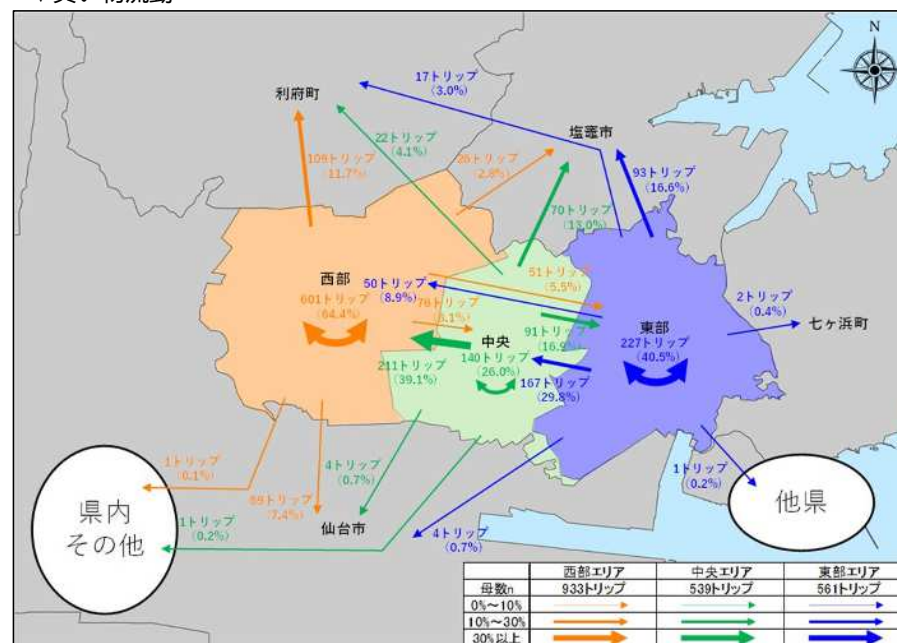 買い物流動
N
17トリップ
(3.0%)
利府町
塩竈市
22トリップ
(4.1%)
109トリップ
(11.7%)
26トリップ
(2.8%)
93トリップ
(16.6%)
70トリップ
(13.0%)
西部
50トリップ
(8.9%)
51トリップ
(5.5%)
601トリップ
(64.4%)
76トリップ
(8.1%)
2トリップ
(0.4%)
七ヶ浜町
中央
91トリップ
(16.9%)
東部
227トリップ
(40.5%)
140トリップ
(26.0%)
211トリップ
(39.1%)
167トリップ
(29.8%)
1トリップ
(0.1%)
4トリップ
(0.7%)
1トリップ
(0.2%)
69トリップ
(7.4%)
県内
その他
他県
仙台市
1トリップ
(0.2%)
4トリップ
(0.7%)
西部エリア 中央エリア 東部エリア
母数n 933トリップ 539トリップ 561トリップ
0%～10%
10%～30%
30%以上